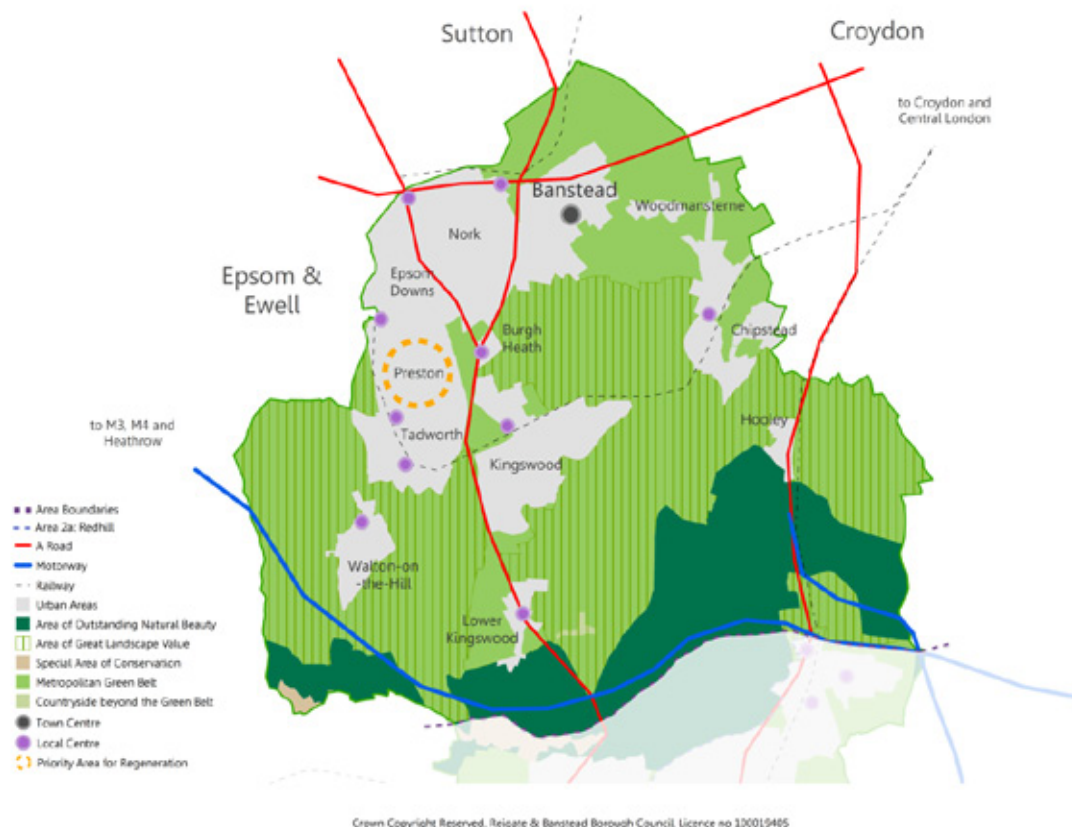 Sutton
Croydon
to Croydon and
Central London
Banstead
Woodmansterne
Nork
Epsom
Downs
Epsom &
Ewell
Burgh
Heath
Chipstead
Preston
to M3, M4 and
Heathrow
Tadworth
Hooley
Kingswood
Walton-on
-the-Hill
Lower
Kingswood
Area Boundaries
Area 2a: Redhill
A Road
Motorway
Railway
Urban Areas
Area of Outstanding Natural Beauty
Area of Great Landscape Value
Special Area of Conservation
Metropolitan Green Belt
Countryside beyond the Green Belt
Town Centre
Local Centre
Priority Area for Regeneration
Crown Copyright Reserved. Reigate & Banstead Borough Council. Licence no 100019405